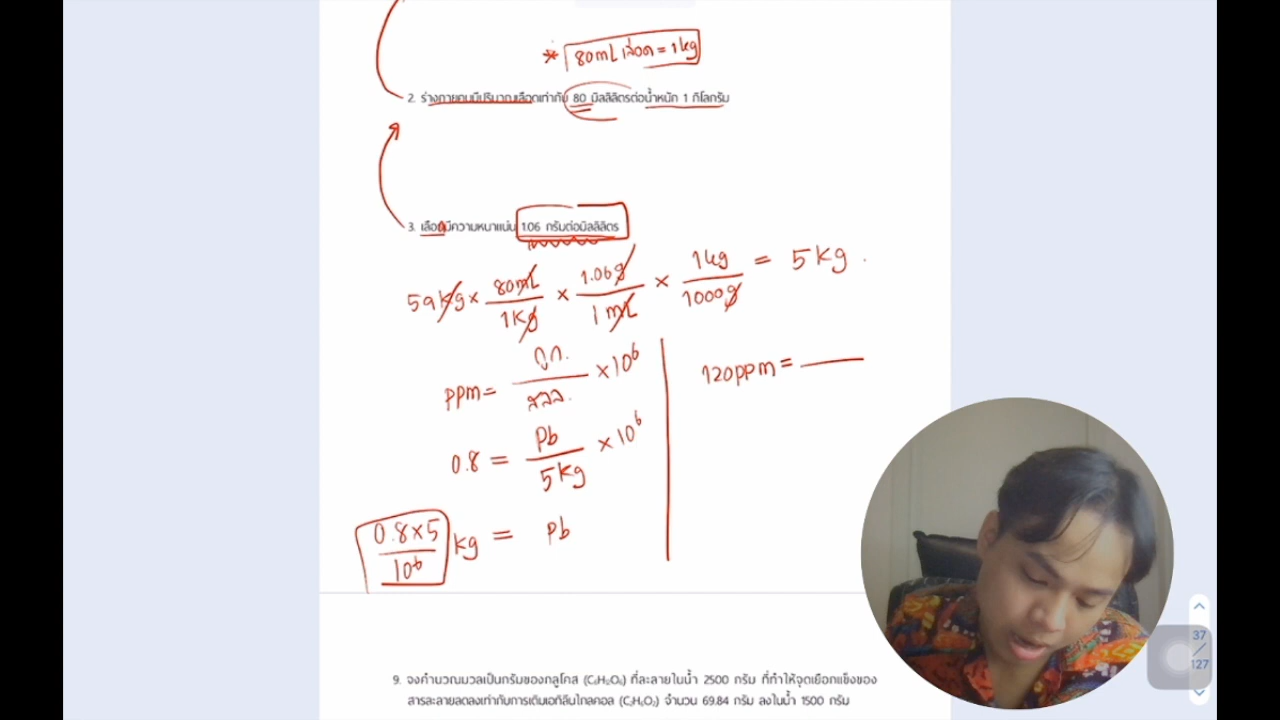 * 80mL เลือด = 1kg
2. ร่างกายคนมีปริมาณเลือดเท่ากับ 80 มิลลิลิตรต่อน้ำหนัก 1 กิโลกรัม
3. เลือดมีความหนาแน่น 1.06 กรัมต่อมิลลิลิตร
59kg × 80mL/1kg × 1.06g/1mL × 1kg/1000g = 5kg
ppm = ถูก./สลล. × 10⁶
120ppm =
0.8 = Pb/5kg × 10⁶
0.8×5/10⁶ kg = Pb
9. จงคำนวณมวลเป็นกรัมของกลูโคส (C₆H₁₂O₆) ที่ละลายในน้ำ 2500 กรัม ที่ทำให้จุดเยือกแข็งของ
สารละลายลดลงเท่ากับการเติมเอทิลีนไกลคอล (C₂H₆O₂) จำนวน 69.84 กรัม ลงในน้ำ 1500 กรัม
37
127